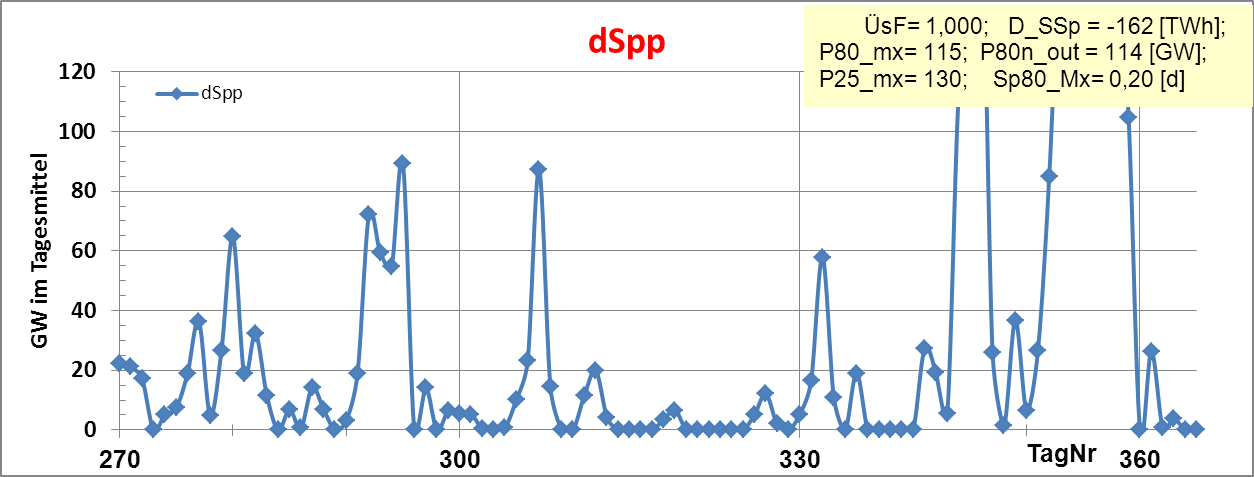 dSpp
ÜsF= 1,000; D_SSp = -162 [TWh];
P80_mx= 115; P80n_out = 114 [GW];
P25_mx= 130; Sp80_Mx= 0,20 [d]
dSpp
GW im Tagesmittel
120
100
80
60
40
20
0
270
300
330
TagNr
360